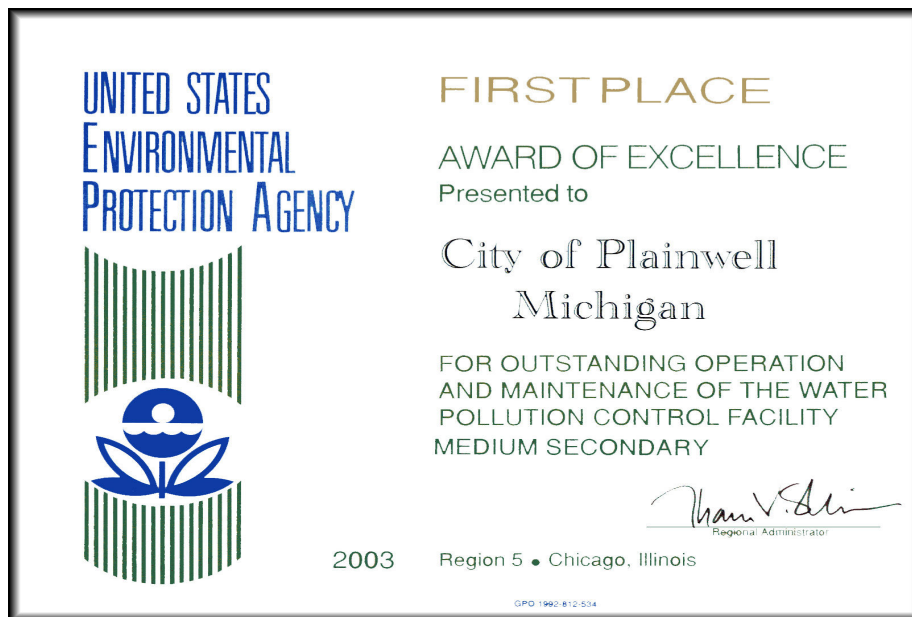 UNITED STATES
ENVIRONMENTAL
PROTECTION AGENCY
FIRST PLACE
AWARD OF EXCELLENCE
Presented to
City of Plainwell
Michigan
FOR OUTSTANDING OPERATION
AND MAINTENANCE OF THE WATER
POLLUTION CONTROL FACILITY
MEDIUM SECONDARY
Regional Administrator
2003 Region 5 • Chicago, Illinois
GPO 1992-812-534